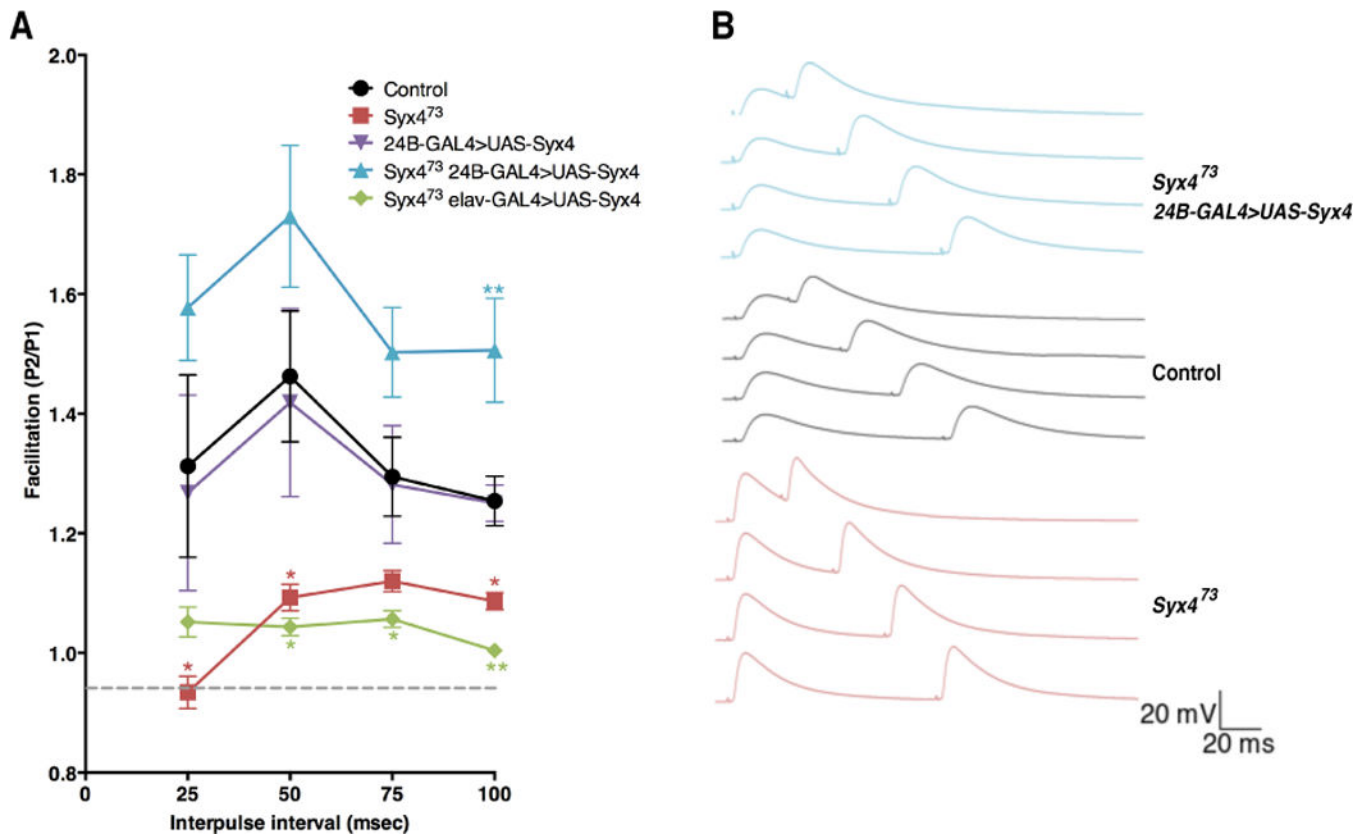 A
2.0
1.8
1.6
1.4
1.2
1.0
0.8
0
25
50
75
100
Facilitation (P2/P1)
Interpulse interval (msec)
Control
Syx4⁷³
24B-GAL4>UAS-Syx4
Syx4⁷³ 24B-GAL4>UAS-Syx4
Syx4⁷³ elav-GAL4>UAS-Syx4
**
*
*
*
*
*
**
B
Syx4⁷³
24B-GAL4>UAS-Syx4
Control
Syx4⁷³
20 mV
20 ms